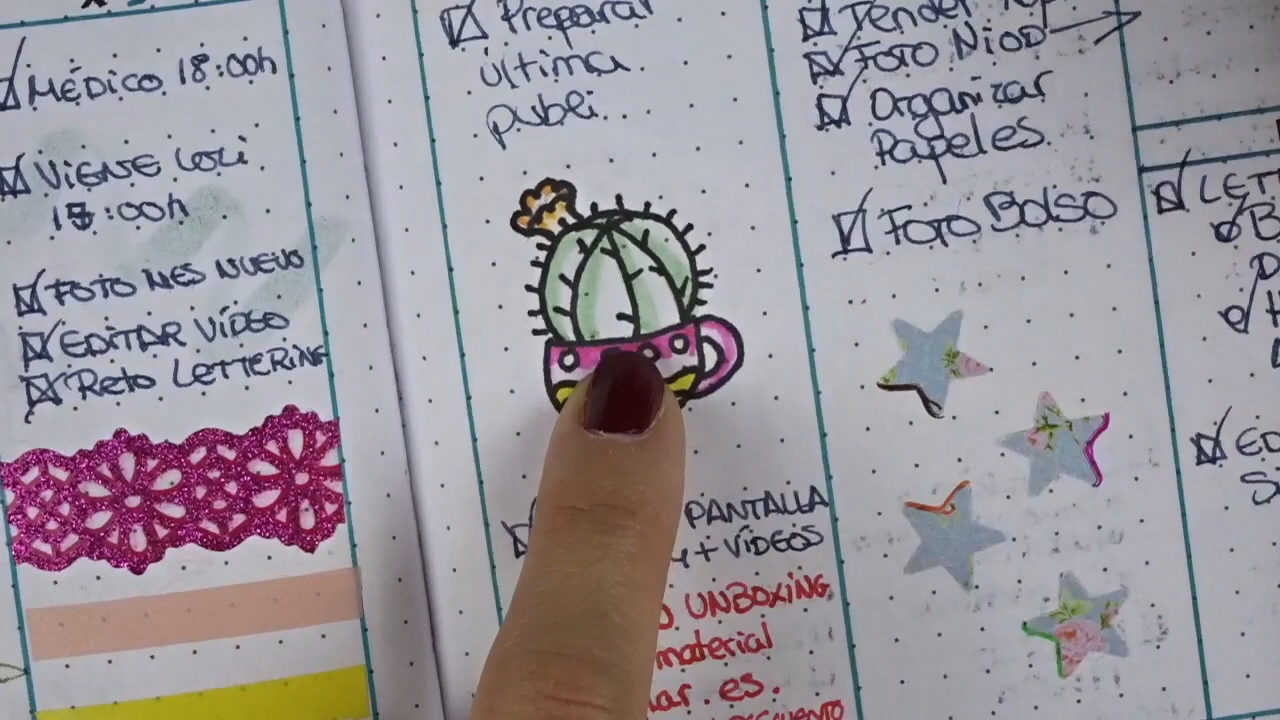 MÉDICO 18:00h
VIENE LOLI
15:00h
FOTO MES NUEVO
EDITAR VÍDEO
Reto LETTERING
Preparar
última
publi.
PANTALLA
+ VÍDEOS
UNBOXING
material
es.
Tender
FOTO NIOD
Organizar
Papeles
FOTO BOLSO